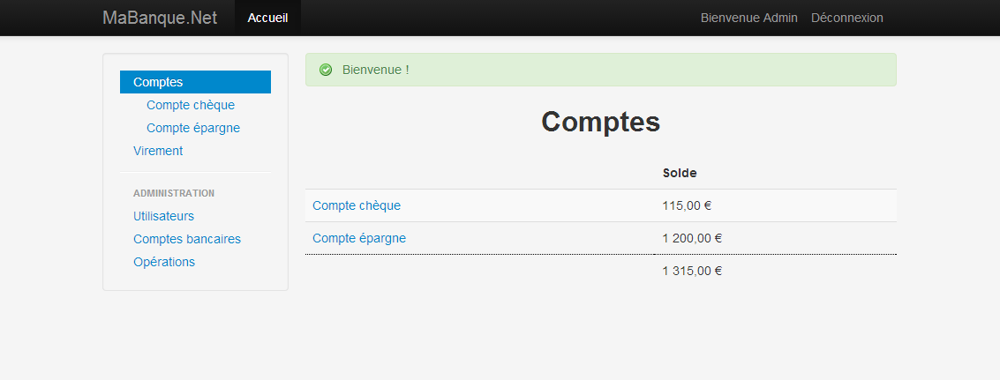 MaBanque.Net Accueil Bienvenue Admin Déconnexion
Comptes
Compte chèque
Compte épargne
Virement
ADMINISTRATION
Utilisateurs
Comptes bancaires
Opérations
Bienvenue !
Comptes
Solde
Compte chèque 115,00 €
Compte épargne 1 200,00 €
1 315,00 €